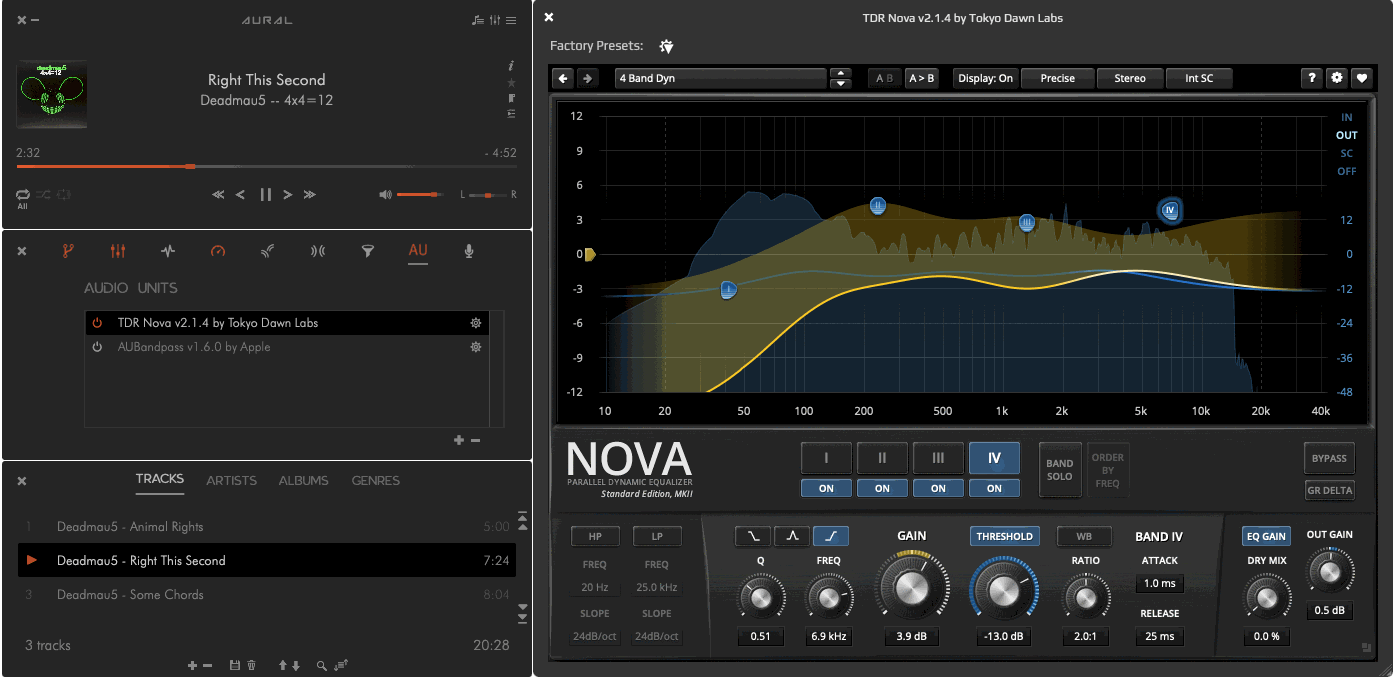 AURAL
deadmau5
4x4=12
Right This Second
Deadmau5 -- 4x4=12
2:32
- 4:52
All
L R
AU
AUDIO UNITS
TDR Nova v2.1.4 by Tokyo Dawn Labs
AUBandpass v1.6.0 by Apple
TRACKS ARTISTS ALBUMS GENRES
1 Deadmau5 - Animal Rights 5:00
Deadmau5 - Right This Second 7:24
3 Deadmau5 - Some Chords 8:04
3 tracks 20:28
TDR Nova v2.1.4 by Tokyo Dawn Labs
Factory Presets:
4 Band Dyn A B A > B Display: On Precise Stereo Int SC ?
12 IN
OUT
9 SC
OFF
6
3 12
0 0
-3 -12
-6 -24
-9 -36
-12 -48
10 20 50 100 200 500 1k 2k 5k 10k 20k 40k
I II III IV
NOVA
PARALLEL DYNAMIC EQUALIZER
Standard Edition, MKII
I II III IV
ON ON ON ON
BAND
SOLO
ORDER
BY
FREQ
BYPASS
GR DELTA
HP LP
FREQ FREQ
20 Hz 25.0 kHz
SLOPE SLOPE
24dB/oct 24dB/oct
GAIN THRESHOLD WB BAND IV
Q FREQ RATIO ATTACK
1.0 ms
RELEASE
0.51 6.9 kHz 3.9 dB -13.0 dB 2.0:1 25 ms
EQ GAIN OUT GAIN
DRY MIX
0.5 dB
0.0 %